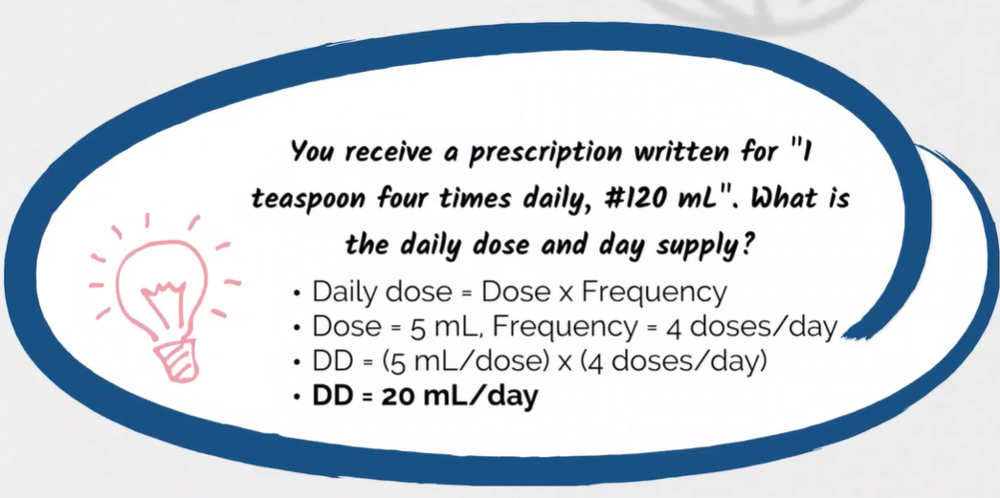 You receive a prescription written for "1
teaspoon four times daily, #120 mL". What is
the daily dose and day supply?
• Daily dose = Dose x Frequency
• Dose = 5 mL, Frequency = 4 doses/day
• DD = (5 mL/dose) x (4 doses/day)
• DD = 20 mL/day